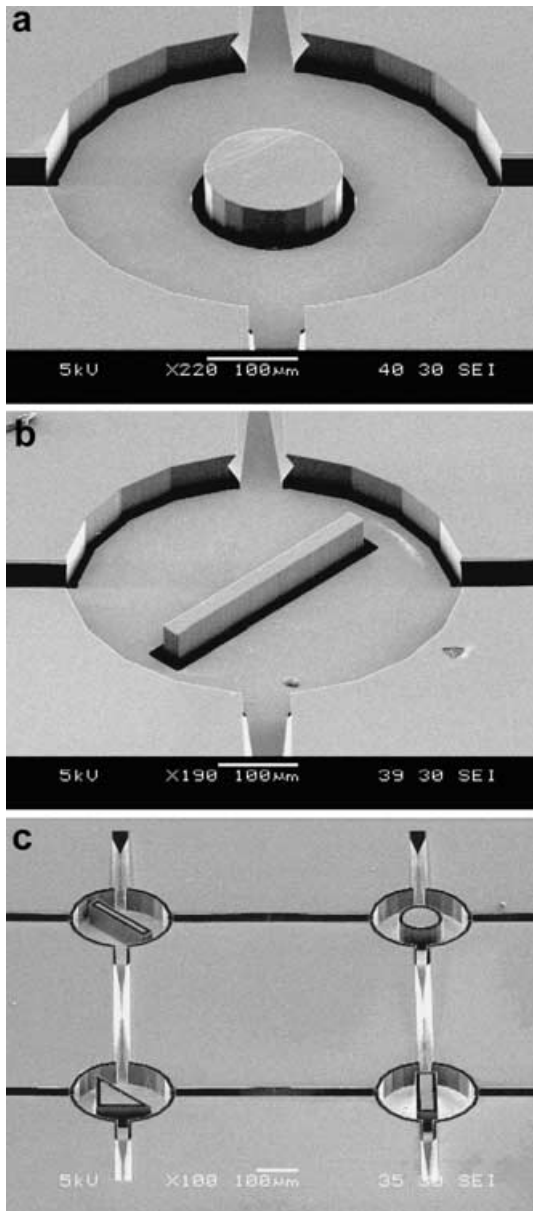 a
5kV X220 100μm 40 30 SEI
b
5kV X190 100μm 39 30 SEI
c
5kV X100 100μm 35 30 SEI